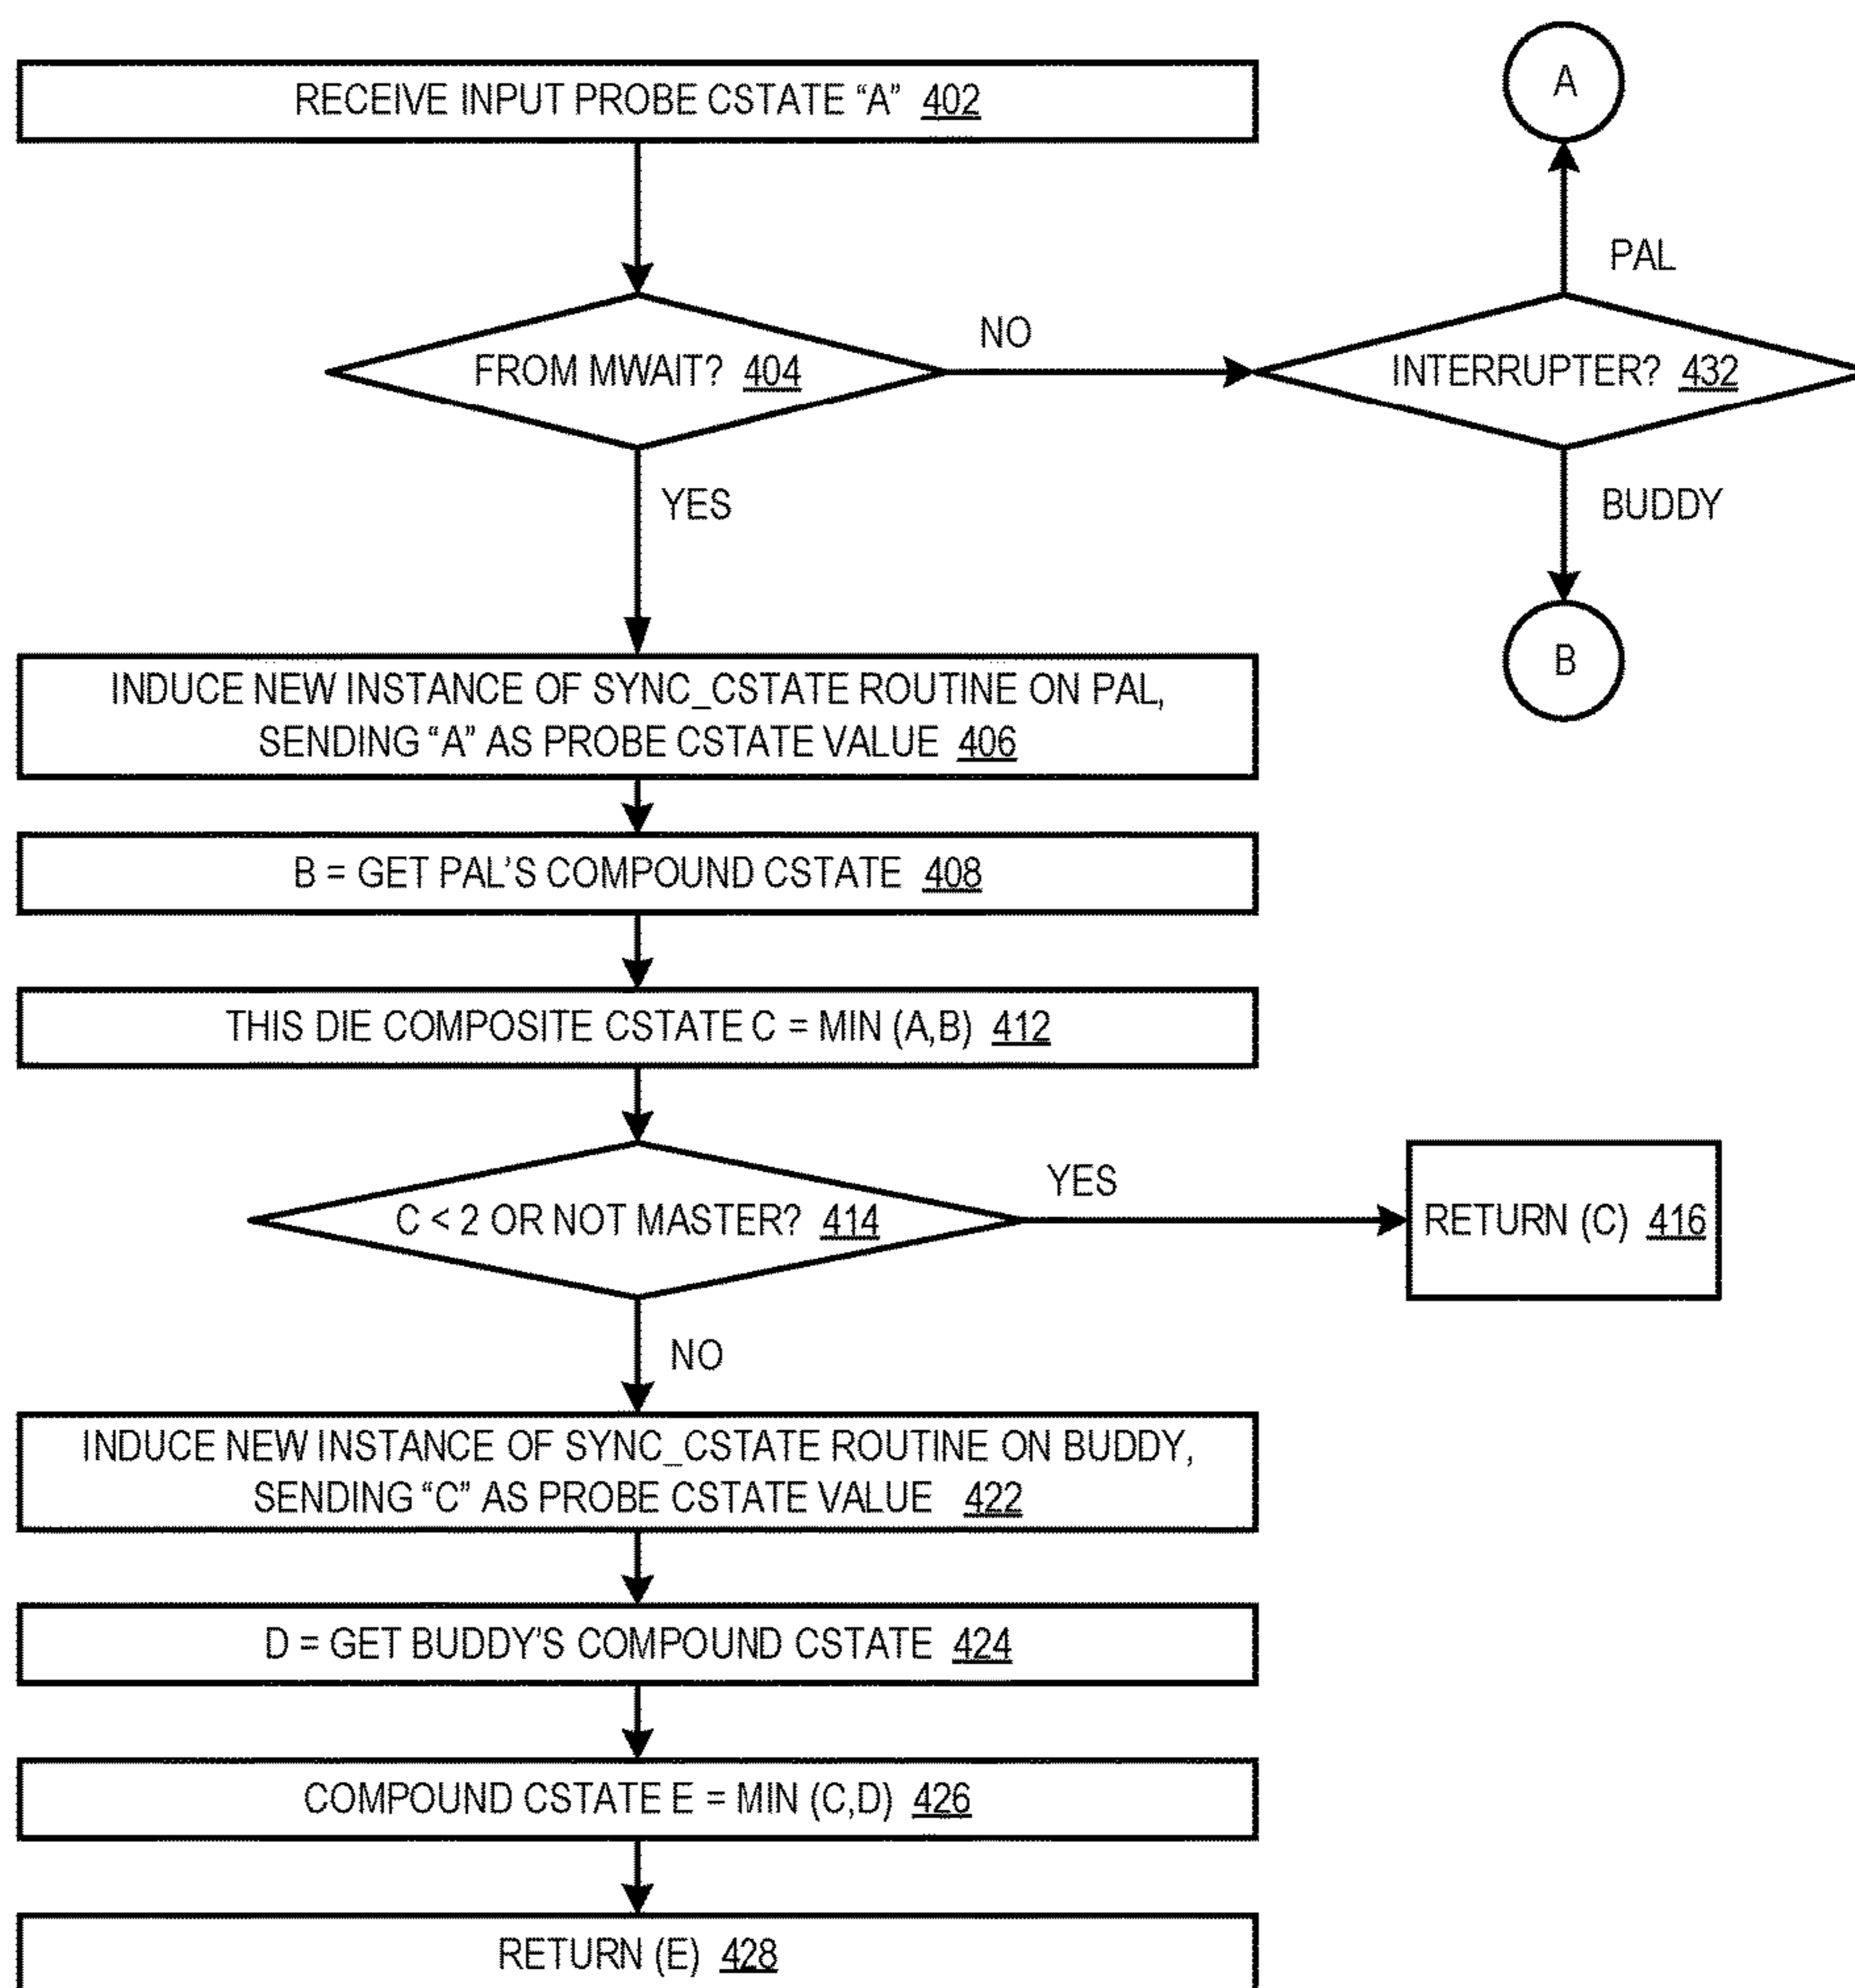 RECEIVE INPUT PROBE CSTATE “A” 402
A
PAL
FROM MWAIT? 404
NO
INTERRUPTER? 432
YES
BUDDY
B
INDUCE NEW INSTANCE OF SYNC_CSTATE ROUTINE ON PAL,
SENDING “A” AS PROBE CSTATE VALUE 406
B = GET PAL’S COMPOUND CSTATE 408
THIS DIE COMPOSITE CSTATE C = MIN (A,B) 412
C < 2 OR NOT MASTER? 414
YES
RETURN (C) 416
NO
INDUCE NEW INSTANCE OF SYNC_CSTATE ROUTINE ON BUDDY,
SENDING “C” AS PROBE CSTATE VALUE 422
D = GET BUDDY’S COMPOUND CSTATE 424
COMPOUND CSTATE E = MIN (C,D) 426
RETURN (E) 428